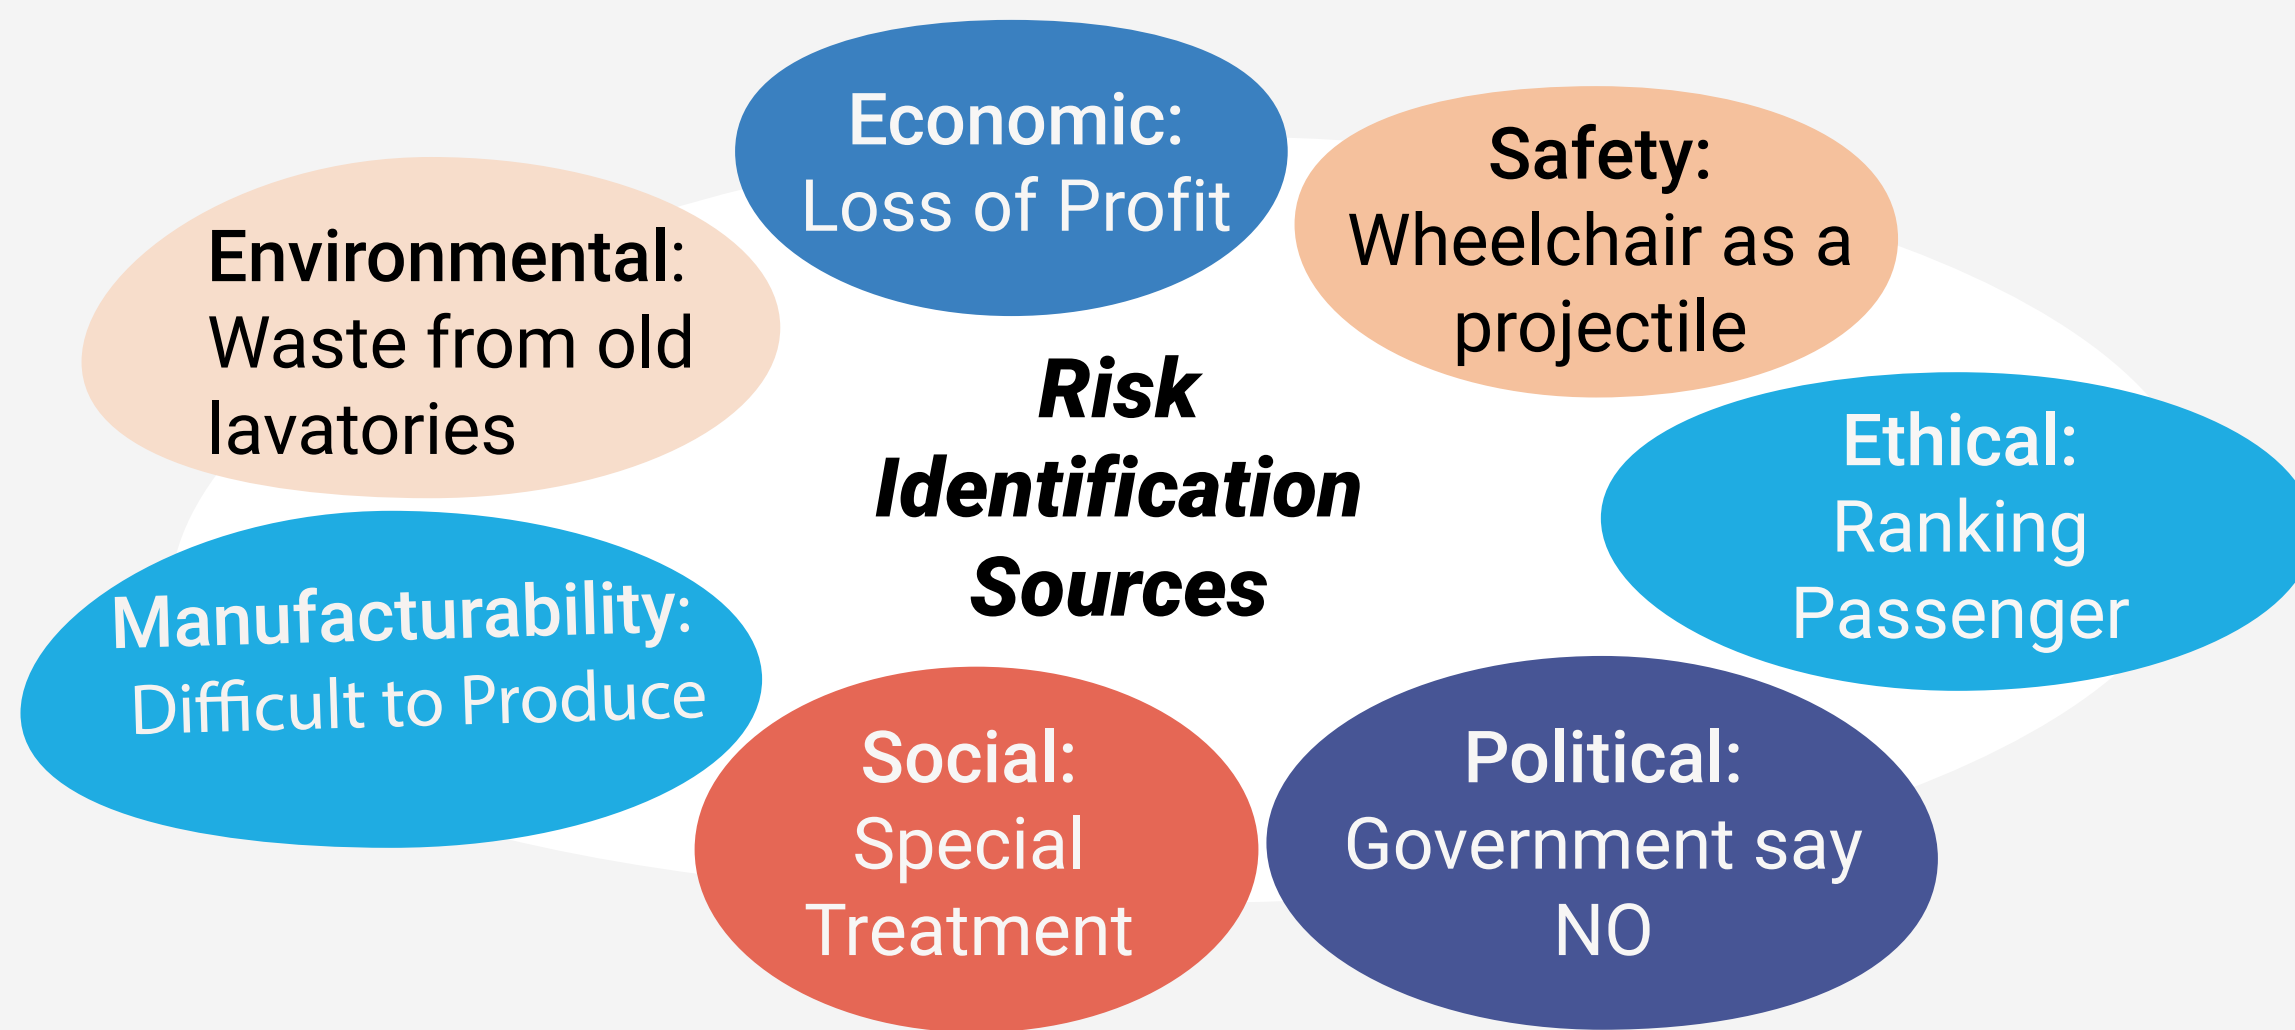 Economic:
Loss of Profit
Safety:
Wheelchair as a
projectile
Environmental:
Waste from old
lavatories
Risk
Identification
Sources
Ethical:
Ranking
Passenger
Manufacturability:
Difficult to Produce
Social:
Special
Treatment
Political:
Government say
NO